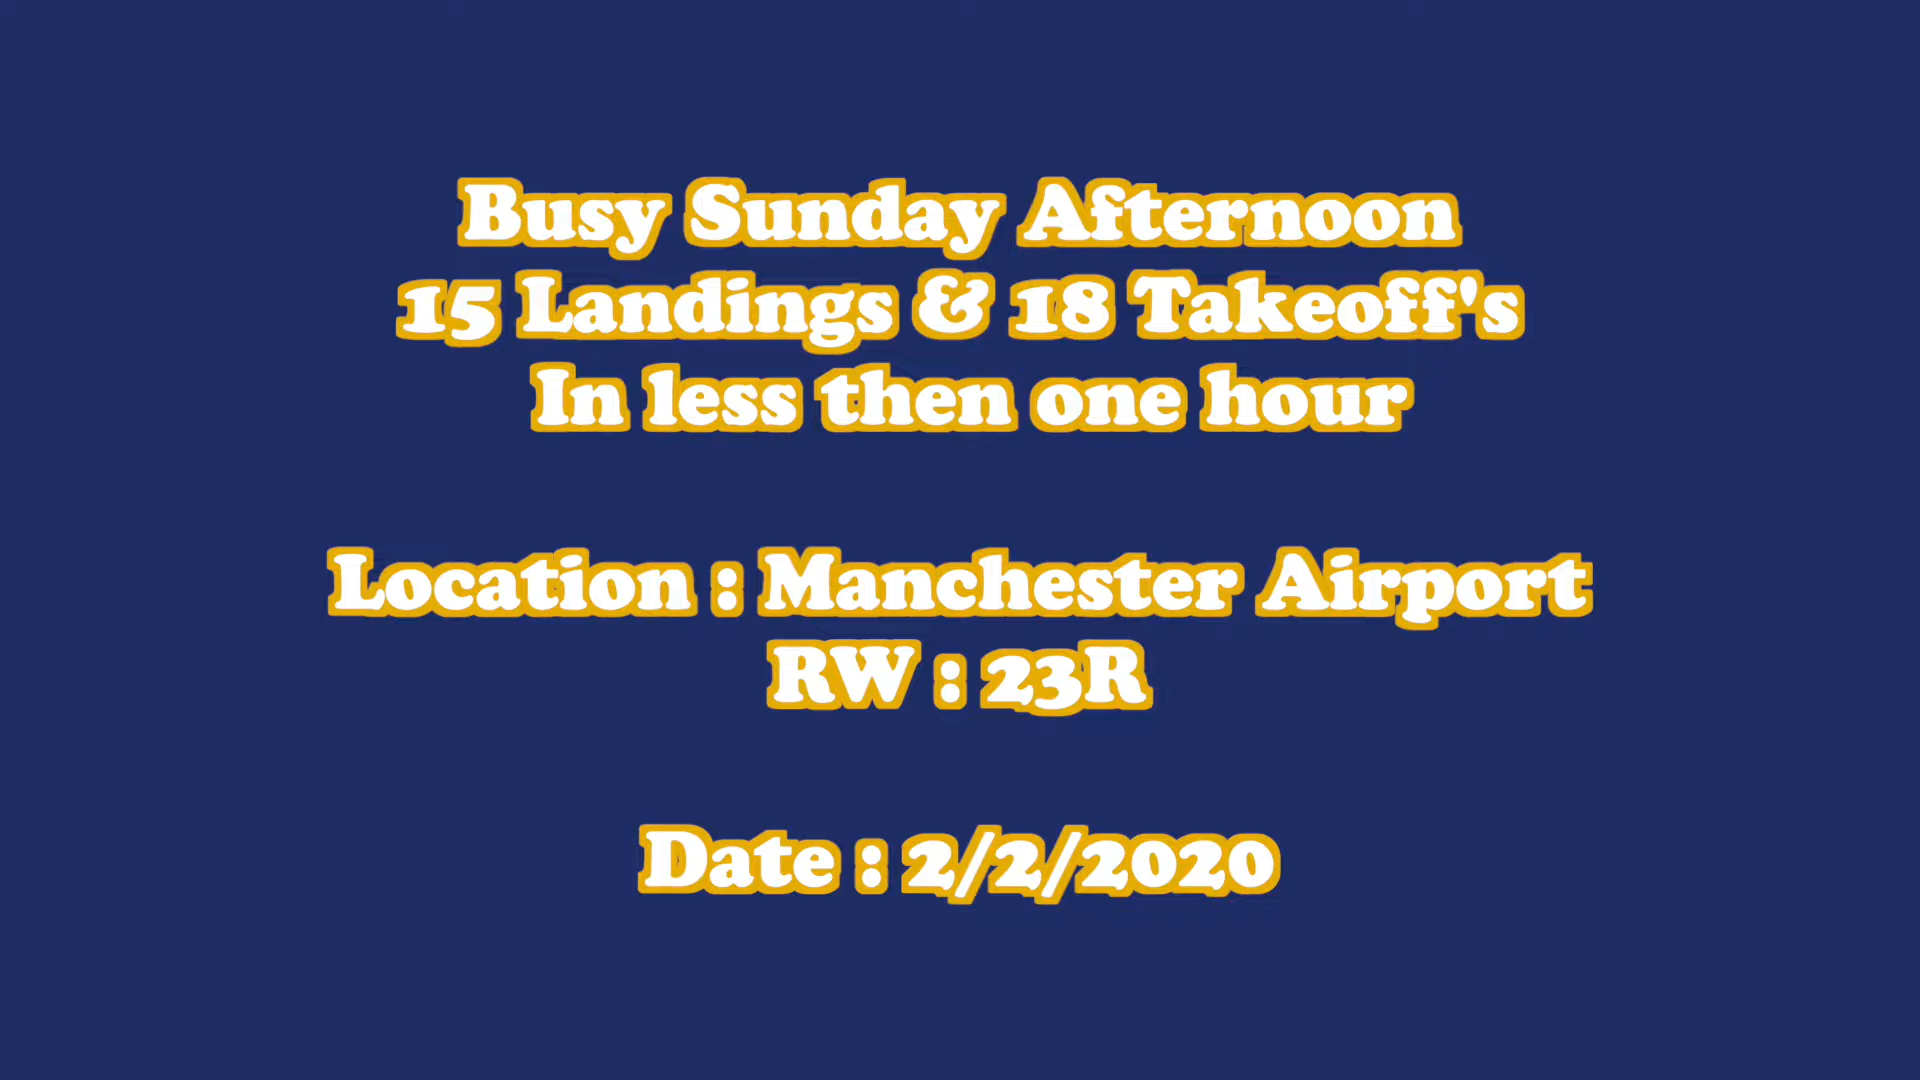 Busy Sunday Afternoon
15 Landings & 18 Takeoff's
In less then one hour
Location : Manchester Airport
RW : 23R
Date : 2/2/2020